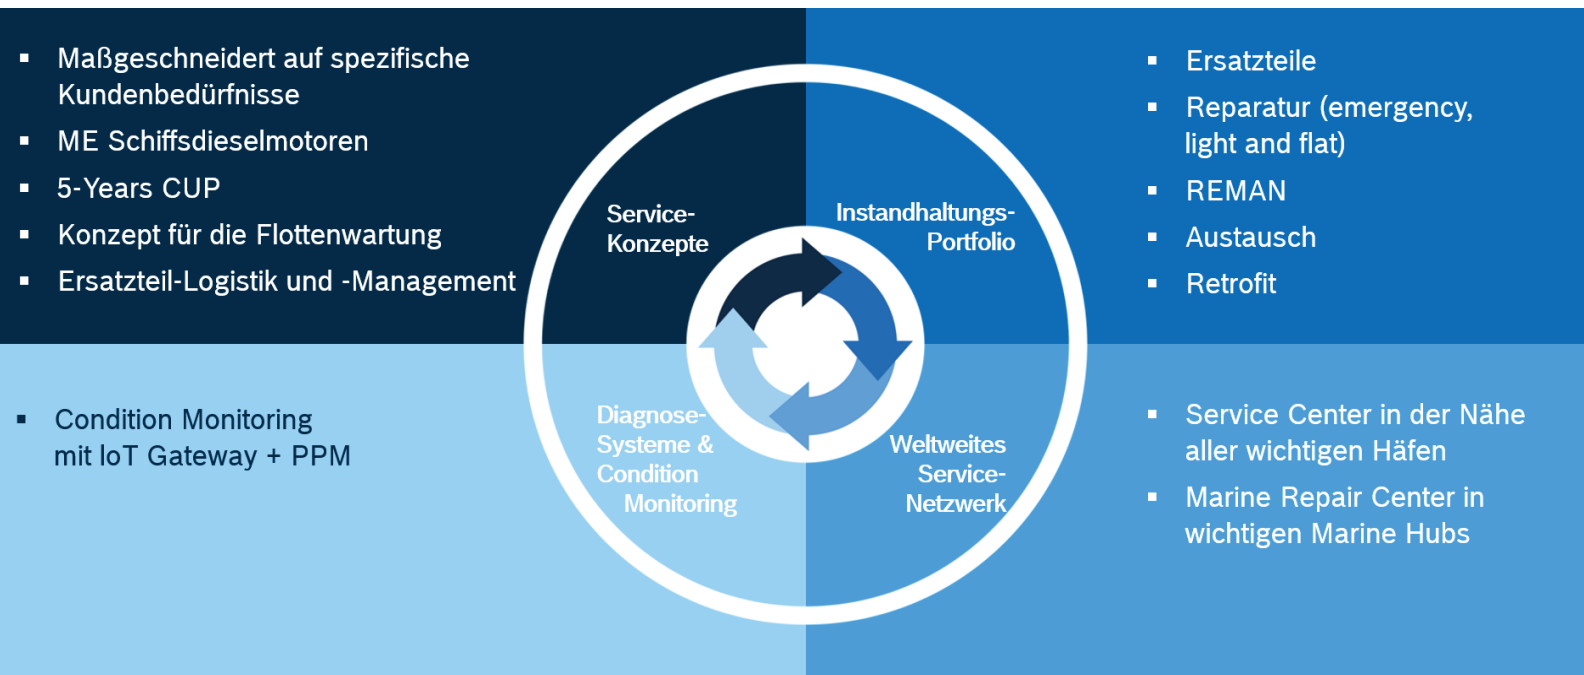 ▪ Maßgeschneidert auf spezifische
Kundenbedürfnisse
▪ ME Schiffsdieselmotoren
▪ 5-Years CUP
▪ Konzept für die Flottenwartung
▪ Ersatzteil-Logistik und -Management
Service-
Konzepte
Instandhaltungs-
Portfolio
▪ Ersatzteile
▪ Reparatur (emergency,
light and flat)
▪ REMAN
▪ Austausch
▪ Retrofit
▪ Condition Monitoring
mit IoT Gateway + PPM
Diagnose-
Systeme &
Condition
Monitoring
Weltweites
Service-
Netzwerk
▪ Service Center in der Nähe
aller wichtigen Häfen
▪ Marine Repair Center in
wichtigen Marine Hubs